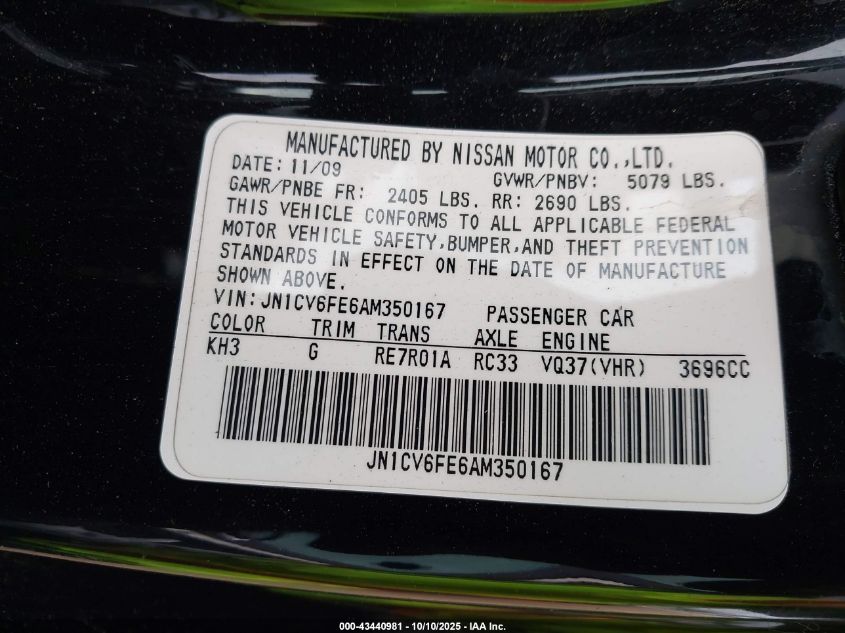 MANUFACTURED BY NISSAN MOTOR CO.,LTD.
DATE: 11/09 GVWR/PNBV: 5079 LBS.
GAWR/PNBE FR: 2405 LBS. RR: 2690 LBS.
THIS VEHICLE CONFORMS TO ALL APPLICABLE FEDERAL
MOTOR VEHICLE SAFETY,BUMPER,AND THEFT PREVENTION
STANDARDS IN EFFECT ON THE DATE OF MANUFACTURE
SHOWN ABOVE.
VIN:JN1CV6FE6AM350167 PASSENGER CAR
COLOR TRIM TRANS AXLE ENGINE
KH3 G RE7R01A RC33 VQ37(VHR) 3696CC
JN1CV6FE6AM350167
000-43440981 - 10/10/2025 - IAA Inc.